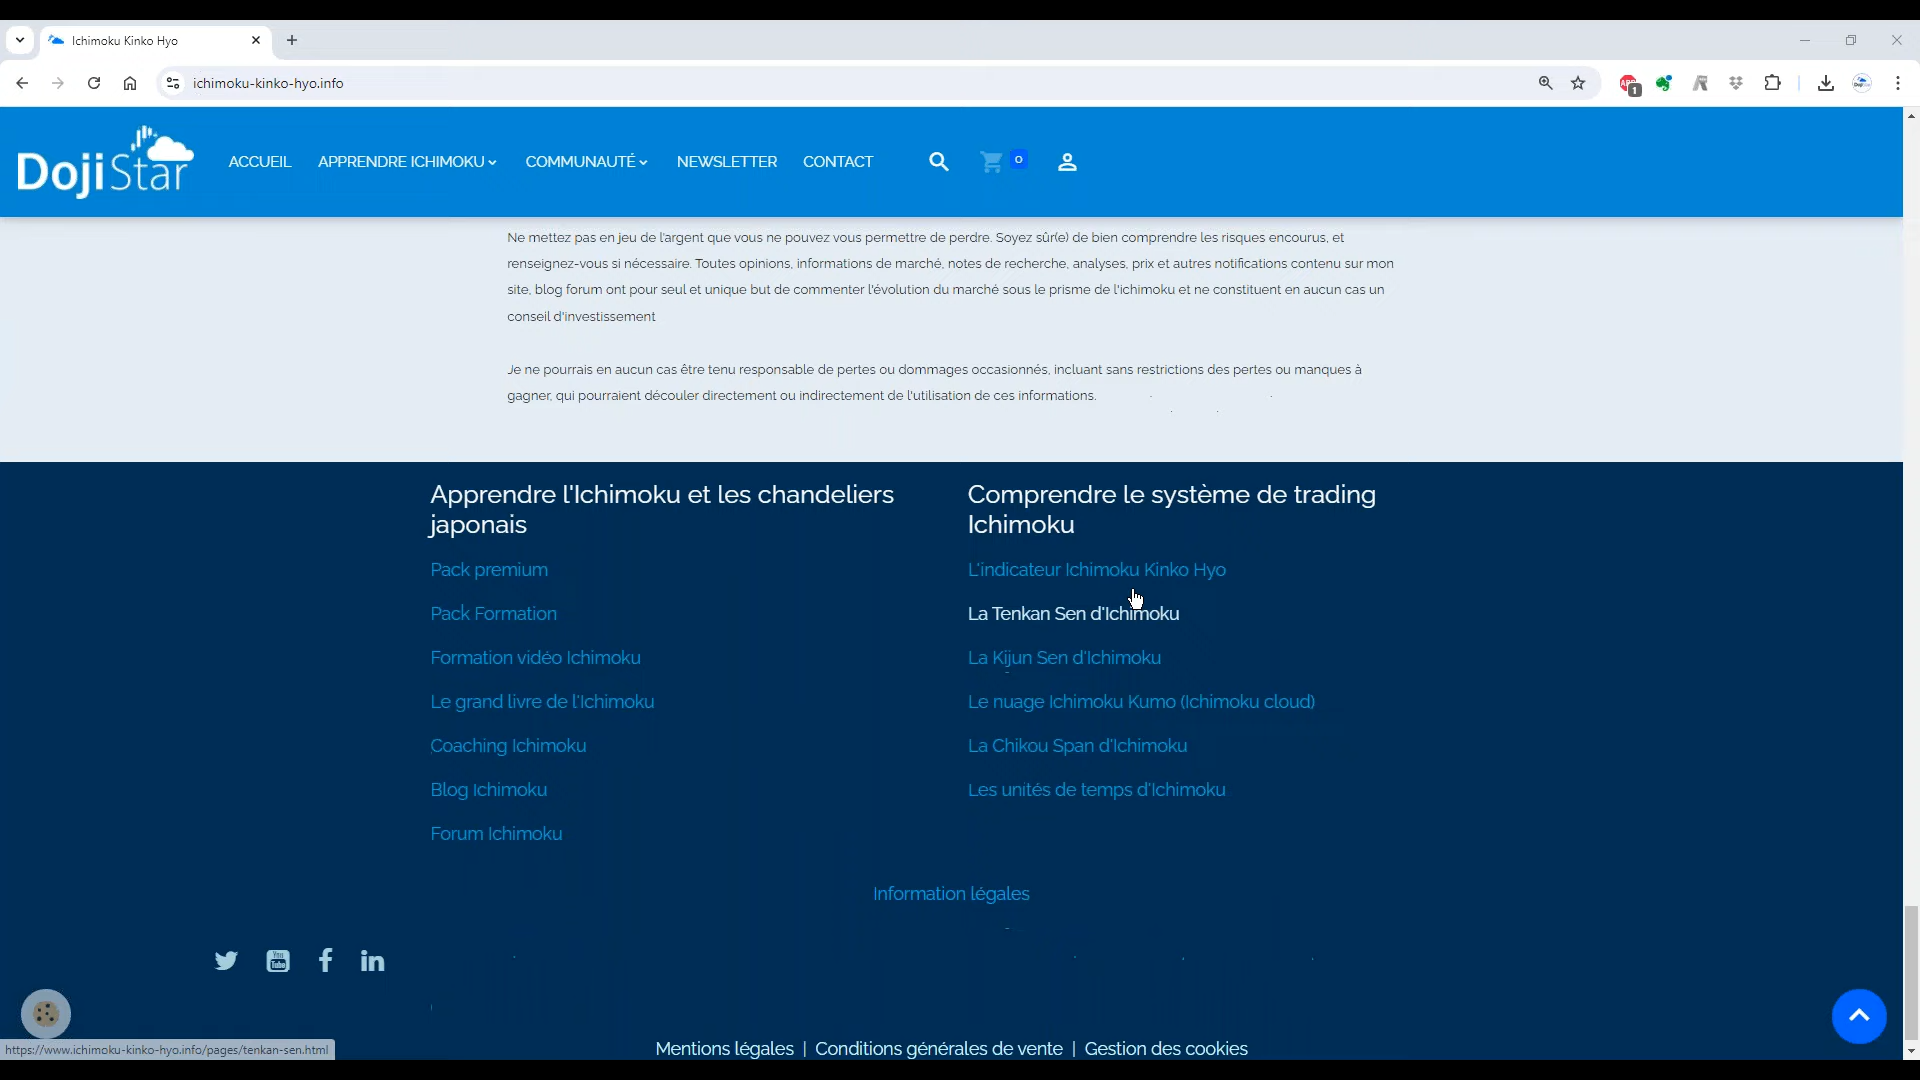 Ichimoku Kinko Hyo
ichimoku-kinko-hyo.info
1
DojiStar
ACCUEIL
APPRENDRE ICHIMOKU
COMMUNAUTÉ
NEWSLETTER
CONTACT
0
Ne mettez pas en jeu de l'argent que vous ne pouvez vous permettre de perdre. Soyez sûr(e) de bien comprendre les risques encourus, et
renseignez-vous si nécessaire. Toutes opinions, informations de marché, notes de recherche, analyses, prix et autres notifications contenu sur mon
site, blog forum ont pour seul et unique but de commenter l'évolution du marché sous le prisme de l'ichimoku et ne constituent en aucun cas un
conseil d'investissement
Je ne pourrais en aucun cas être tenu responsable de pertes ou dommages occasionnés, incluant sans restrictions des pertes ou manques à
gagner, qui pourraient découler directement ou indirectement de l'utilisation de ces informations.
Apprendre l'Ichimoku et les chandeliers
japonais
Pack premium
Pack Formation
Formation vidéo Ichimoku
Le grand livre de l'Ichimoku
Coaching Ichimoku
Blog Ichimoku
Forum Ichimoku
Comprendre le système de trading
Ichimoku
L'indicateur Ichimoku Kinko Hyo
La Tenkan Sen d'Ichimoku
La Kijun Sen d'Ichimoku
Le nuage Ichimoku Kumo (Ichimoku cloud)
La Chikou Span d'Ichimoku
Les unités de temps d'Ichimoku
Information légales
Mentions légales | Conditions générales de vente | Gestion des cookies
https://www.ichimoku-kinko-hyo.info/pages/tenkan-sen.html